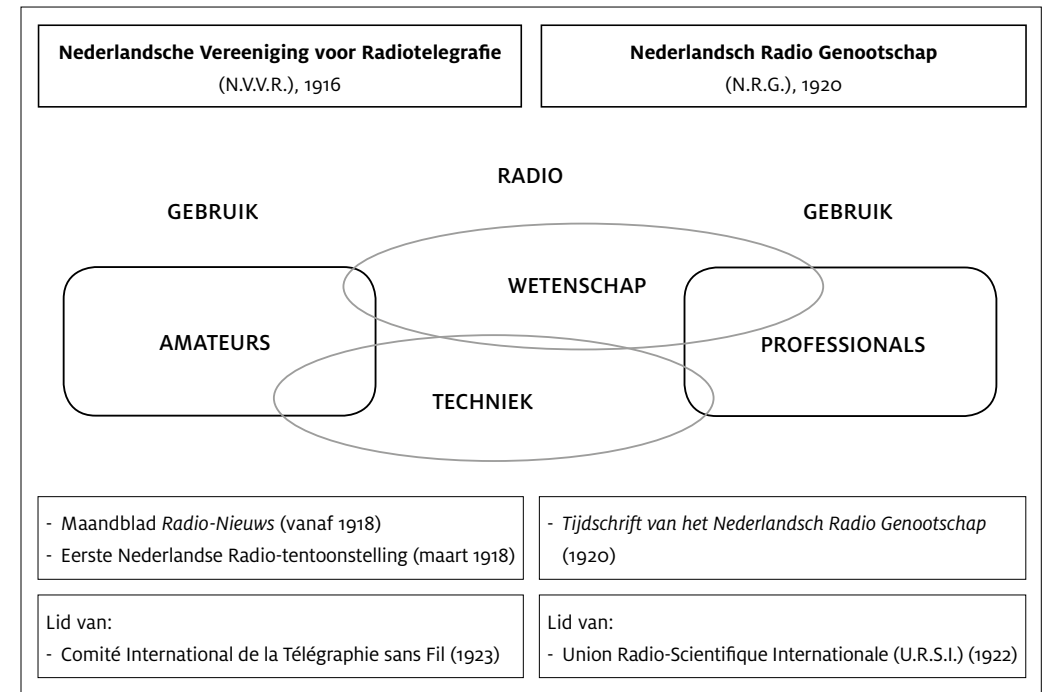 Nederlandsche Vereeniging voor Radiotelegrafie
(N.V.V.R.), 1916
Nederlandsch Radio Genootschap
(N.R.G.), 1920
RADIO
GEBRUIK
GEBRUIK
WETENSCHAP
AMATEURS
PROFESSIONALS
TECHNIEK
- Maandblad Radio-Nieuws (vanaf 1918)
- Eerste Nederlandse Radio-tentoonstelling (maart 1918)
- Tijdschrift van het Nederlandsch Radio Genootschap
(1920)
Lid van:
- Comité International de la Télégraphie sans Fil (1923)
Lid van:
- Union Radio-Scientifique Internationale (U.R.S.I.) (1922)